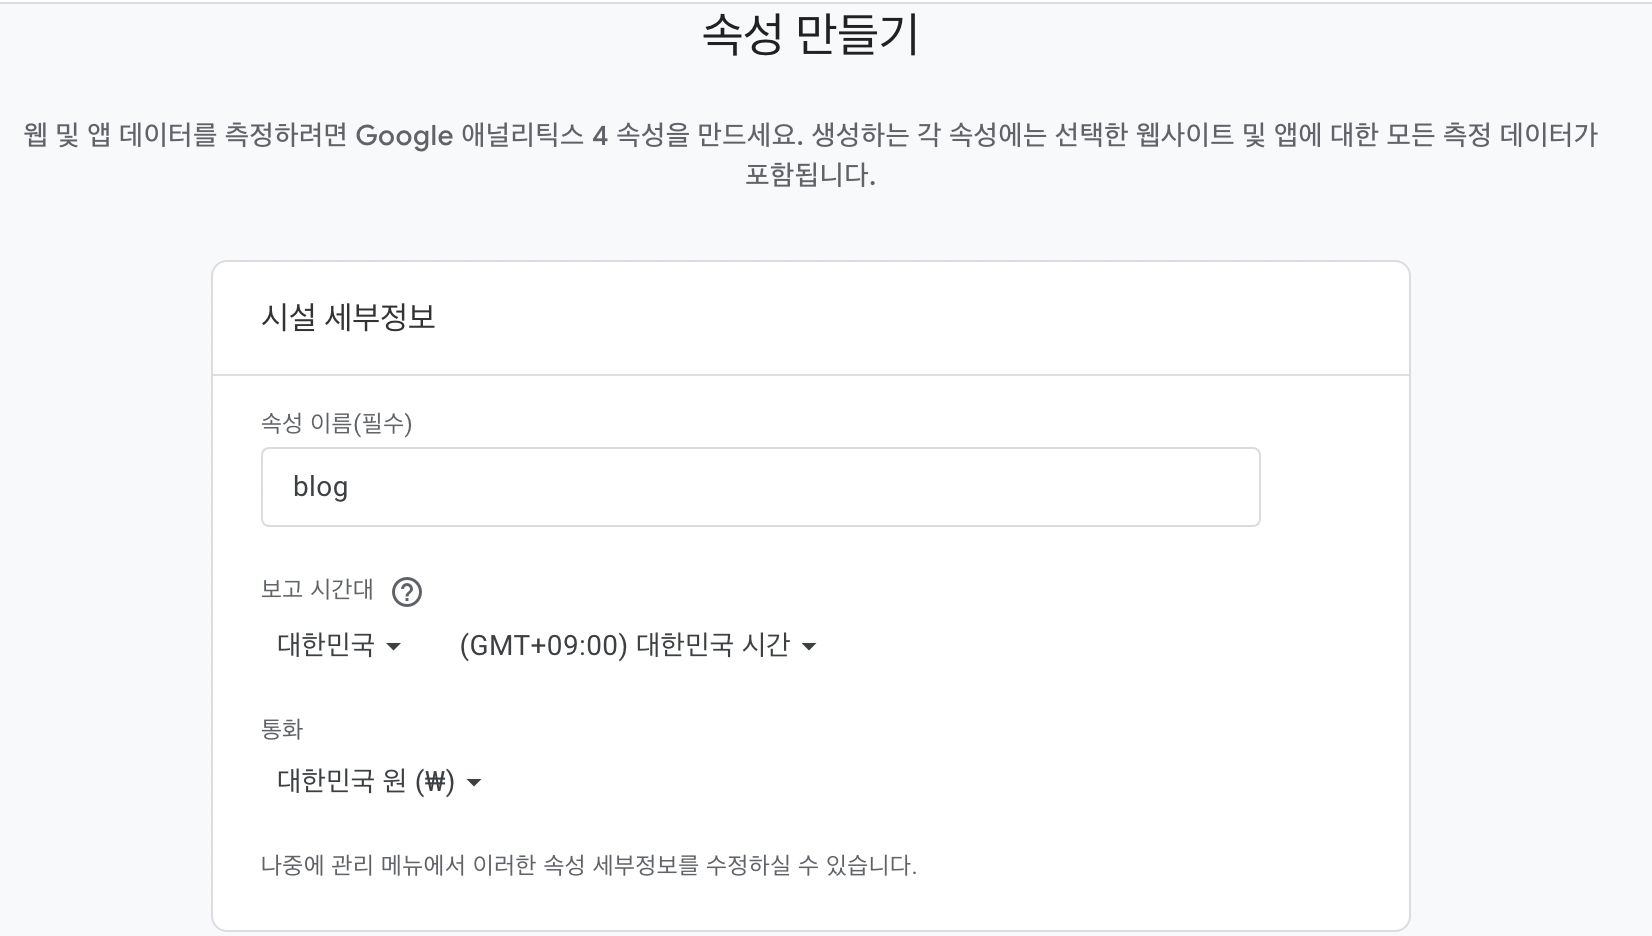 속성 만들기
웹 및 앱 데이터를 측정하려면 Google 애널리틱스 4 속성을 만드세요. 생성하는 각 속성에는 선택한 웹사이트 및 앱에 대한 모든 측정 데이터가
포함됩니다.
시설 세부정보
속성 이름(필수)
blog
보고 시간대 ?
대한민국 (GMT+09:00) 대한민국 시간
통화
대한민국 원 (₩)
나중에 관리 메뉴에서 이러한 속성 세부정보를 수정하실 수 있습니다.